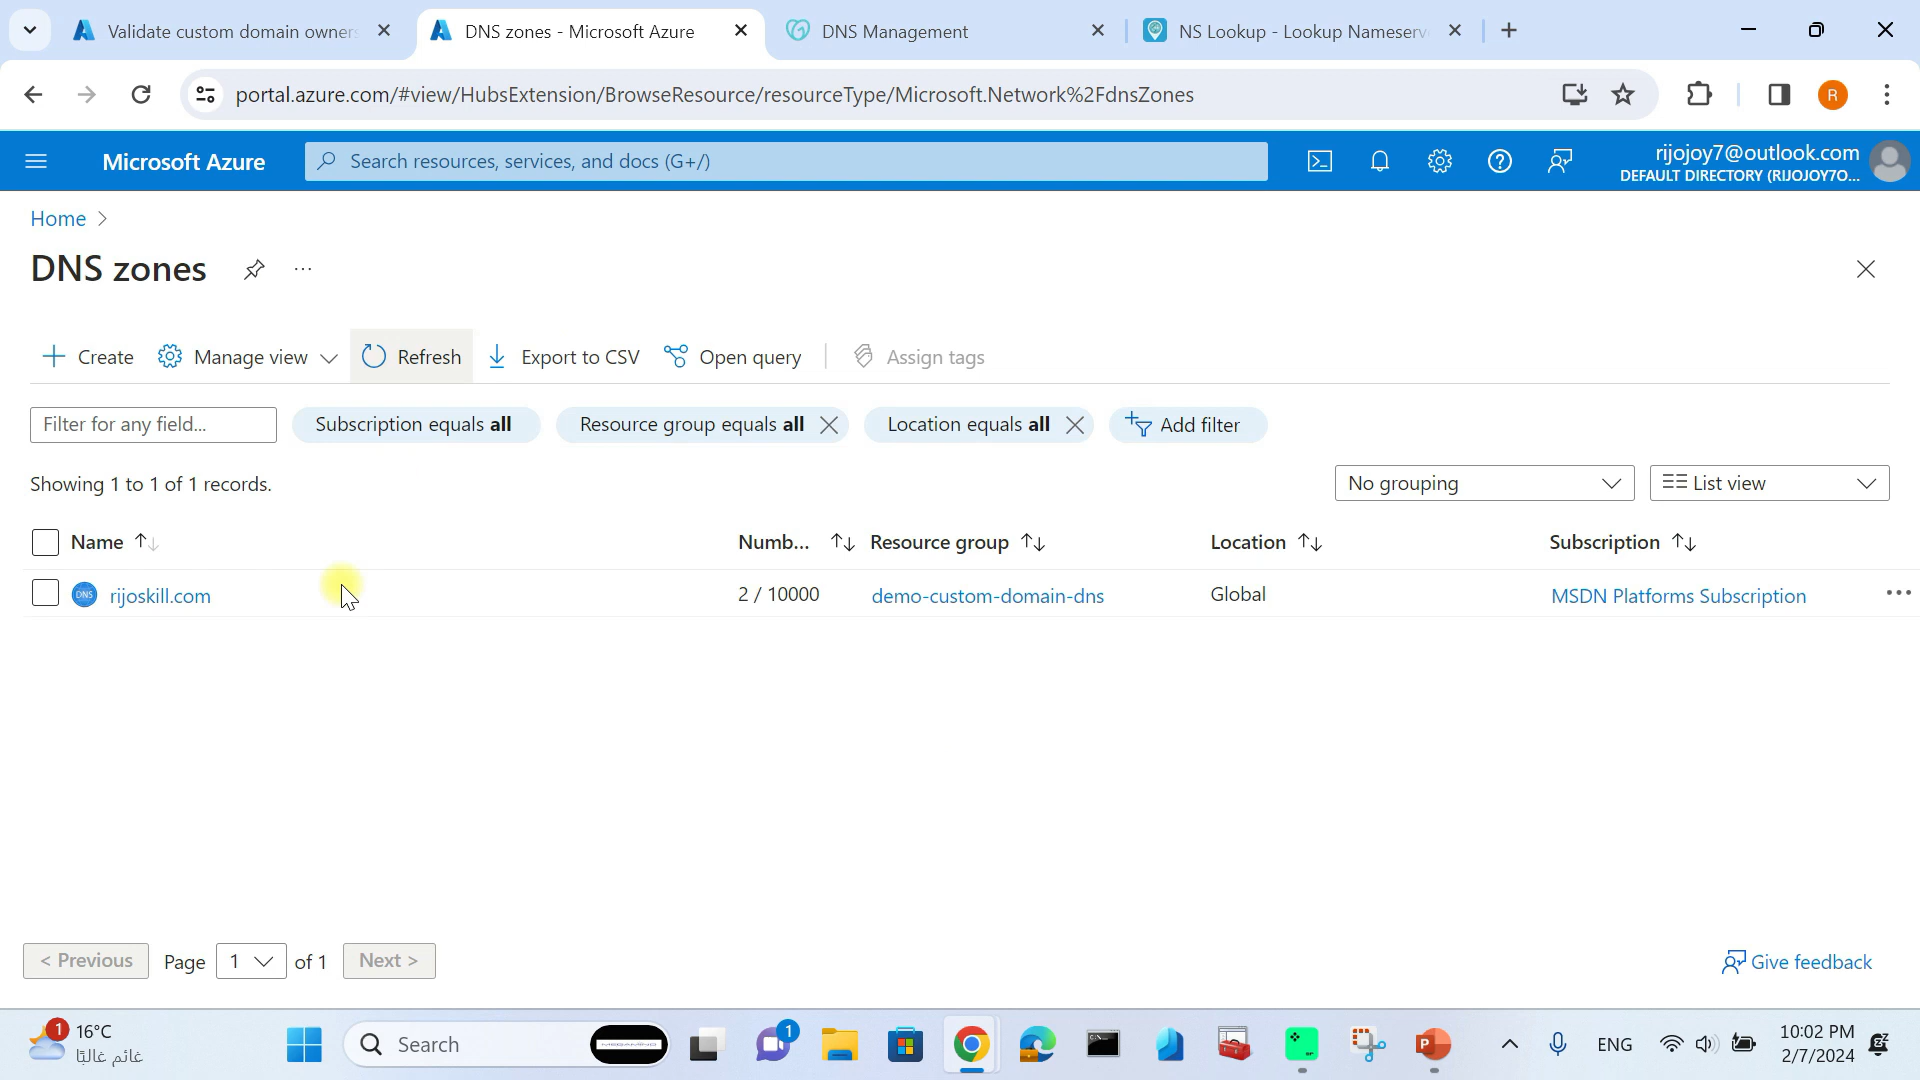 Validate custom domain owners
DNS zones - Microsoft Azure
DNS Management
NS Lookup - Lookup Nameserv
portal.azure.com/#view/HubsExtension/BrowseResource/resourceType/Microsoft.Network%2FdnsZones
R
Microsoft Azure
Search resources, services, and docs (G+/)
rijojoy7@outlook.com
DEFAULT DIRECTORY (RIJOJOY7O...
Home >
DNS zones
...
Create
Manage view
Refresh
Export to CSV
Open query
Assign tags
Filter for any field...
Subscription equals all
Resource group equals all
Location equals all
Add filter
Showing 1 to 1 of 1 records.
No grouping
List view
Name
Numb...
Resource group
Location
Subscription
DNS
rijoskill.com
2 / 10000
demo-custom-domain-dns
Global
MSDN Platforms Subscription
...
< Previous
Page
1
of 1
Next >
Give feedback
1
16°C
غائم غالبًا
Search
1
ENG
10:02 PM
2/7/2024